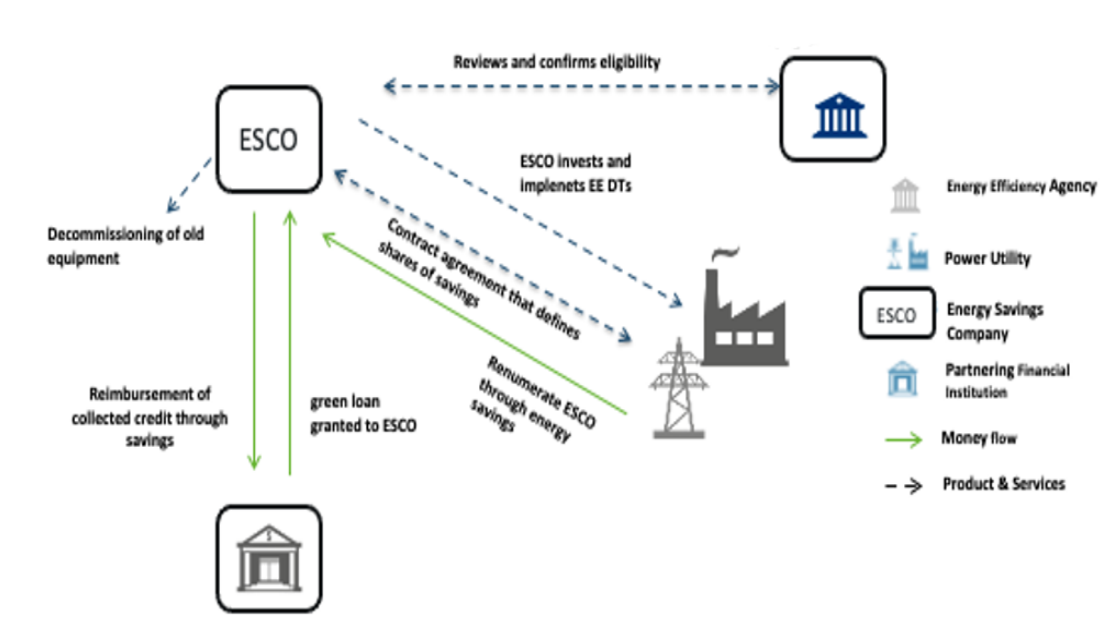 Reviews and confirms eligibility
ESCO
ESCO invests and
implenets EE DTs
Decommissioning of old
equipment
Contract agreement that defines
shares of savings
Renumerate ESCO
through energy
savings
Reimbursement of
collected credit through
savings
green loan
granted to ESCO
$
Energy Efficiency Agency
Power Utility
ESCO
Energy Savings
Company
Partnering Financial
Institution
Money flow
Product & Services